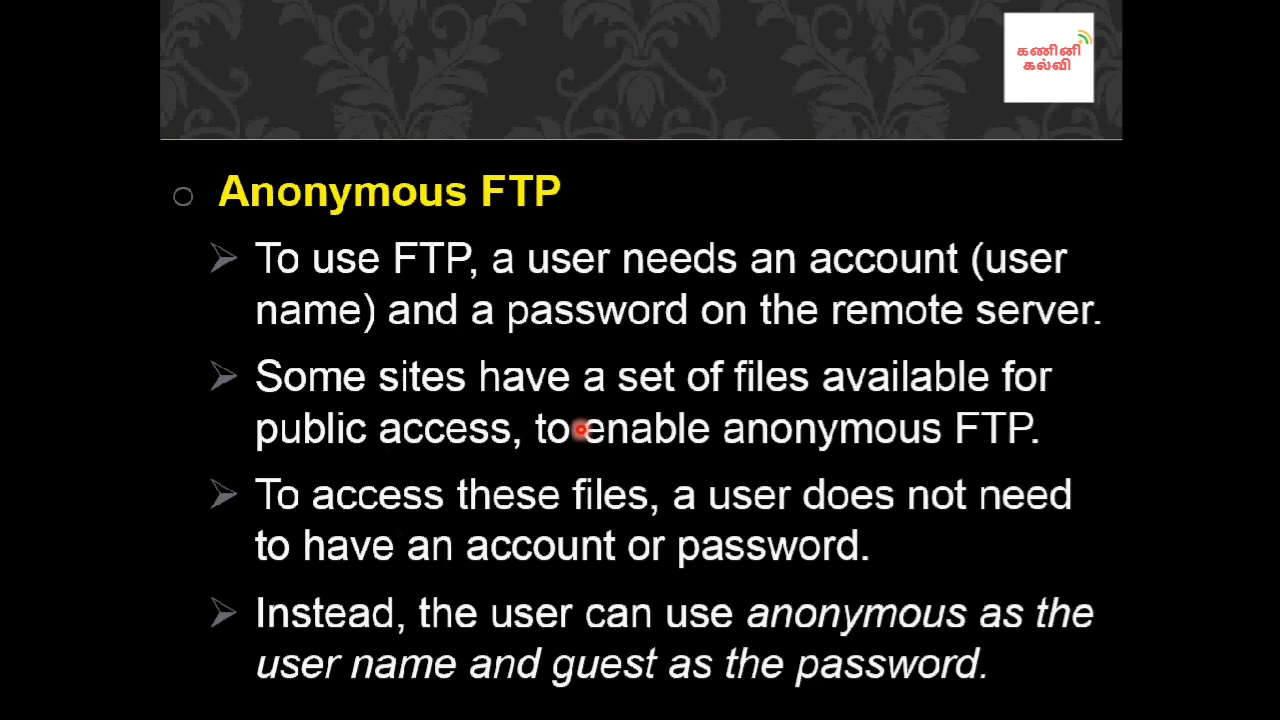 கணினி
கல்வி
Anonymous FTP
To use FTP, a user needs an account (user
name) and a password on the remote server.
Some sites have a set of files available for
public access, to enable anonymous FTP.
To access these files, a user does not need
to have an account or password.
Instead, the user can use anonymous as the
user name and guest as the password.